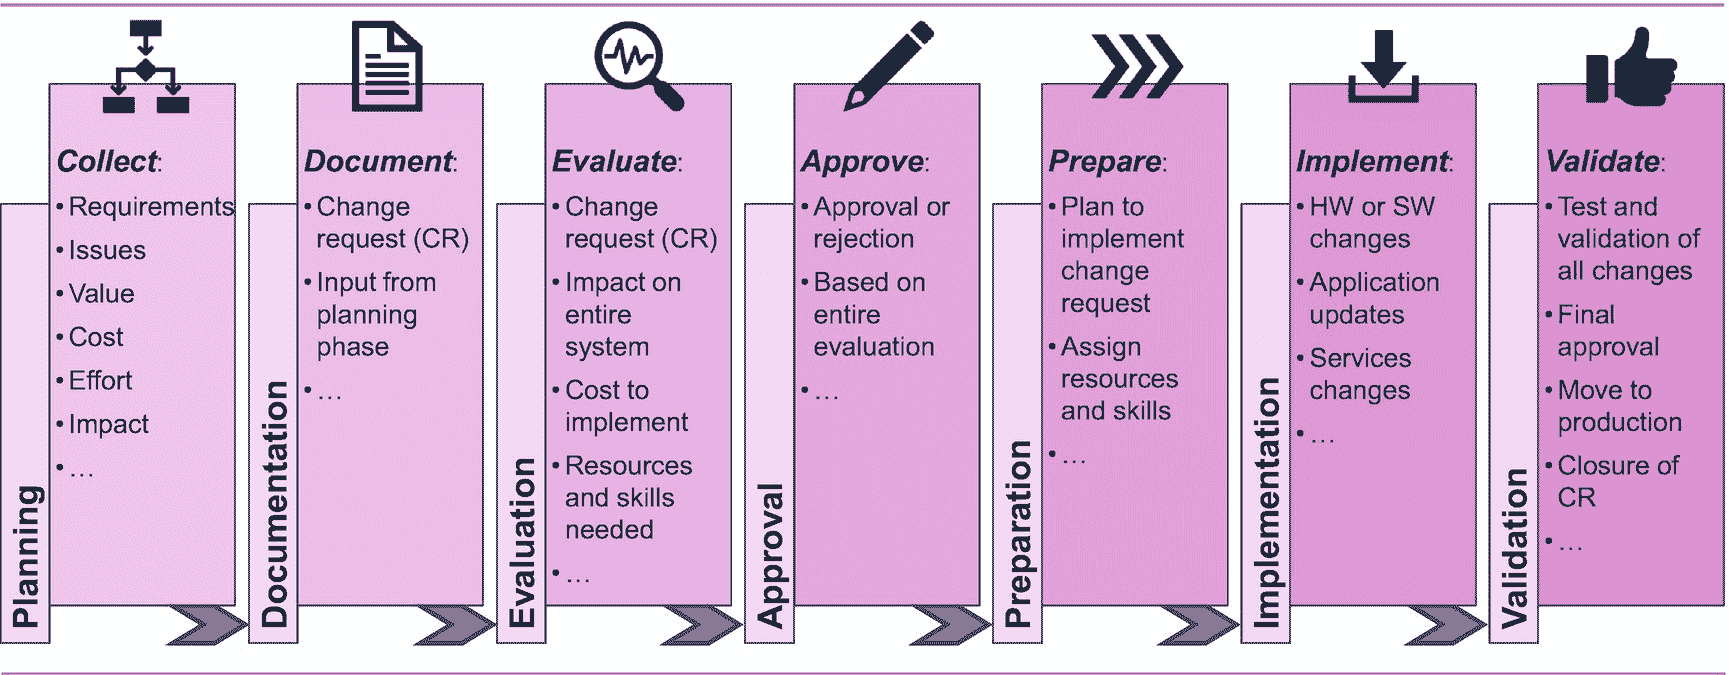 Planning
Collect:
• Requirements
• Issues
• Value
• Cost
• Effort
• Impact
• …
Documentation
Document:
• Change
request (CR)
• Input from
planning
phase
• …
Evaluation
Evaluate:
• Change
request (CR)
• Impact on
entire
system
• Cost to
implement
• Resources
and skills
needed
• …
Approval
Approve:
• Approval or
rejection
• Based on
entire
evaluation
• …
Preparation
Prepare:
• Plan to
implement
change
request
• Assign
resources
and skills
• …
Implementation
Implement:
• HW or SW
changes
• Application
updates
• Services
changes
• …
Validation
Validate:
• Test and
validation of
all changes
• Final
approval
• Move to
production
• Closure of
CR
• …